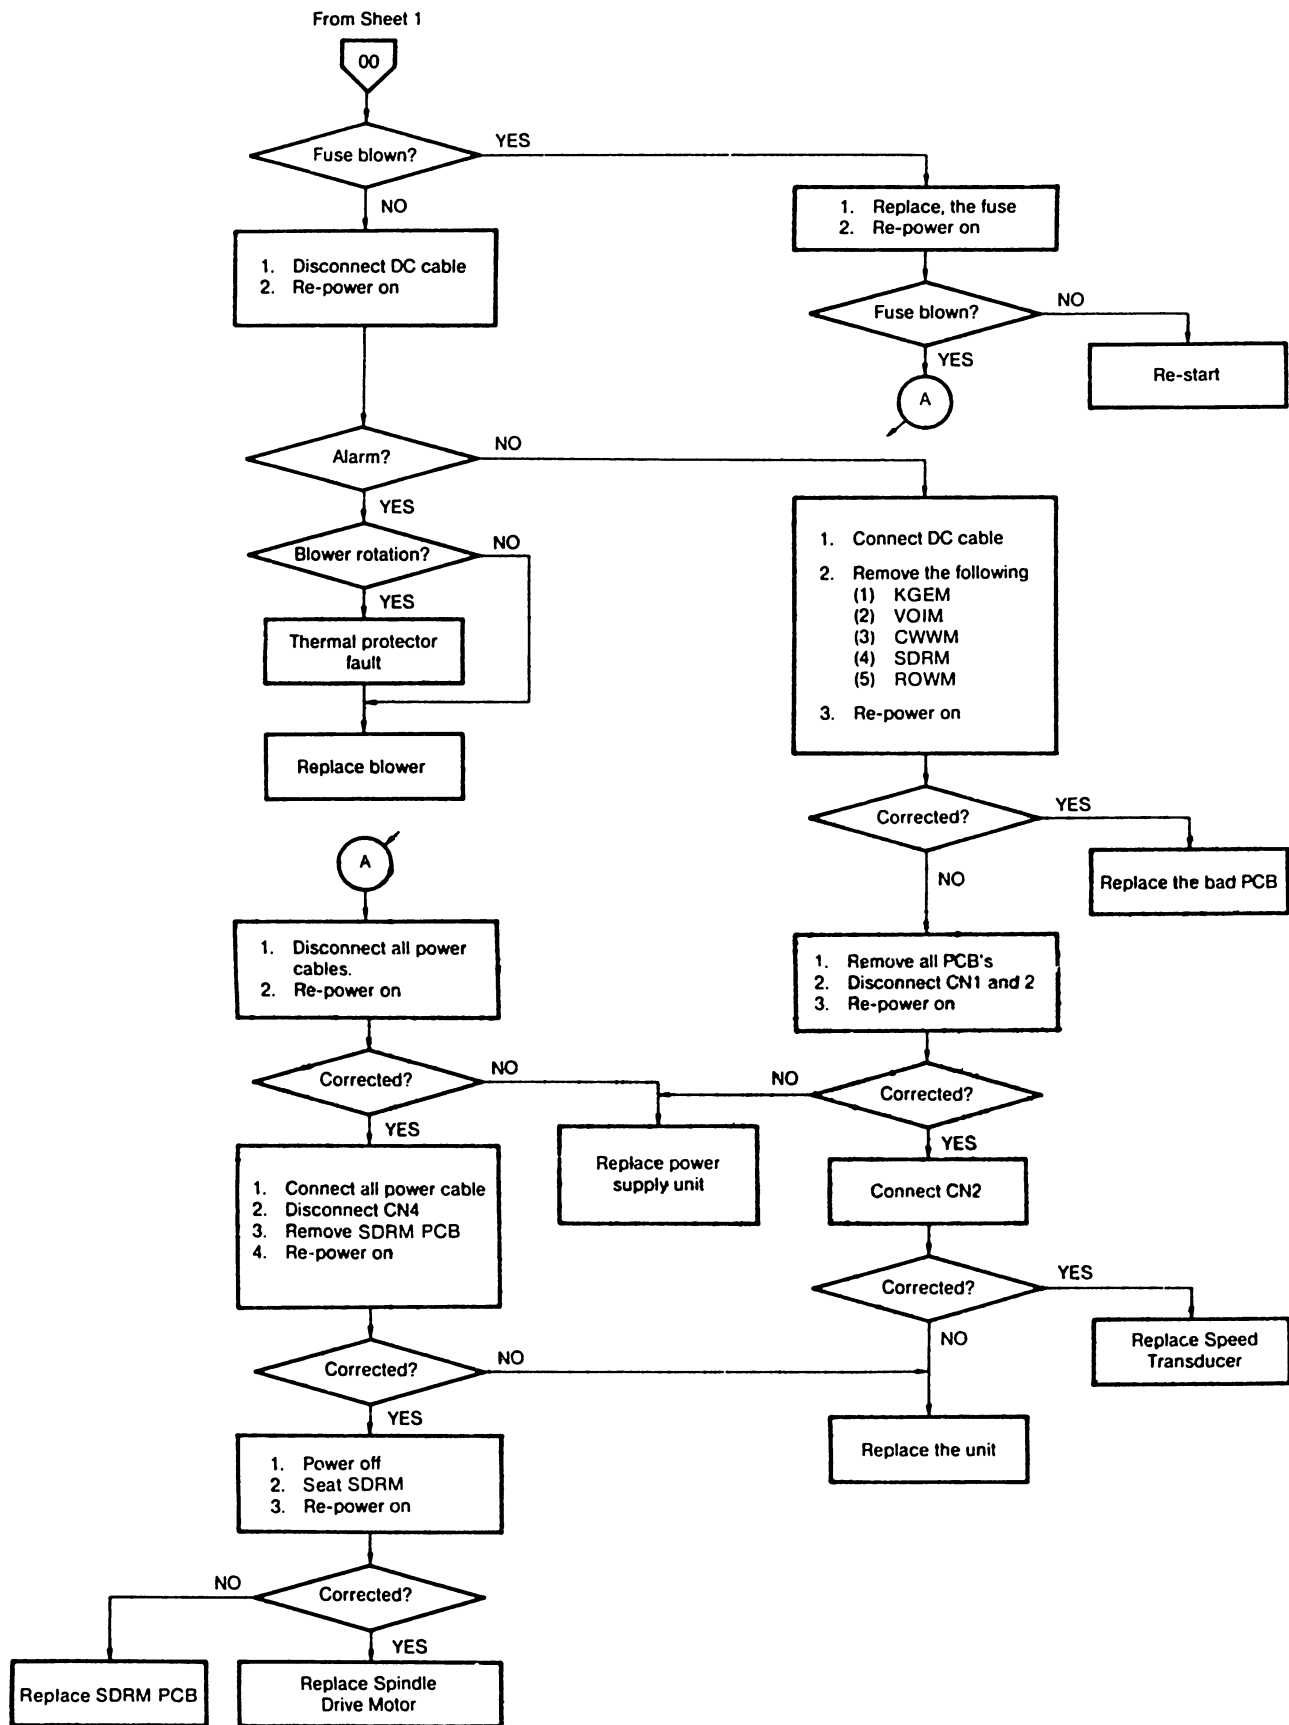 From Sheet 1
00
Fuse blown?
YES
NO
1. Replace, the fuse
2. Re-power on
1. Disconnect DC cable
2. Re-power on
Fuse blown?
NO
YES
Re-start
A
Alarm?
NO
YES
Blower rotation?
NO
YES
Thermal protector
fault
Replace blower
1. Connect DC cable
2. Remove the following
(1) KGEM
(2) VOIM
(3) CWWM
(4) SDRM
(5) ROWM
3. Re-power on
Corrected?
YES
NO
Replace the bad PCB
A
1. Disconnect all power
cables.
2. Re-power on
1. Remove all PCB's
2. Disconnect CN1 and 2
3. Re-power on
Corrected?
NO
YES
NO
Corrected?
YES
Replace power
supply unit
Connect CN2
1. Connect all power cable
2. Disconnect CN4
3. Remove SDRM PCB
4. Re-power on
Corrected?
YES
NO
Replace Speed
Transducer
Corrected?
NO
YES
Replace the unit
1. Power off
2. Seat SDRM
3. Re-power on
NO
Corrected?
YES
Replace SDRM PCB
Replace Spindle
Drive Motor